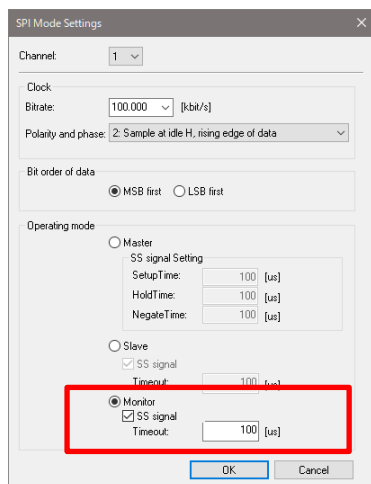 SPI Mode Settings
Channel: 1
Clock
Bitrate: 100.000 [kbit/s]
Polarity and phase: 2: Sample at idle H, rising edge of data
Bit order of data
MSB first LSB first
Operating mode
Master
SS signal Setting
SetupTime: 100 [us]
HoldTime: 100 [us]
NegateTime: 100 [us]
Slave
SS signal
Timeout: 100 [us]
Monitor
SS signal
Timeout: 100 [us]
OK Cancel